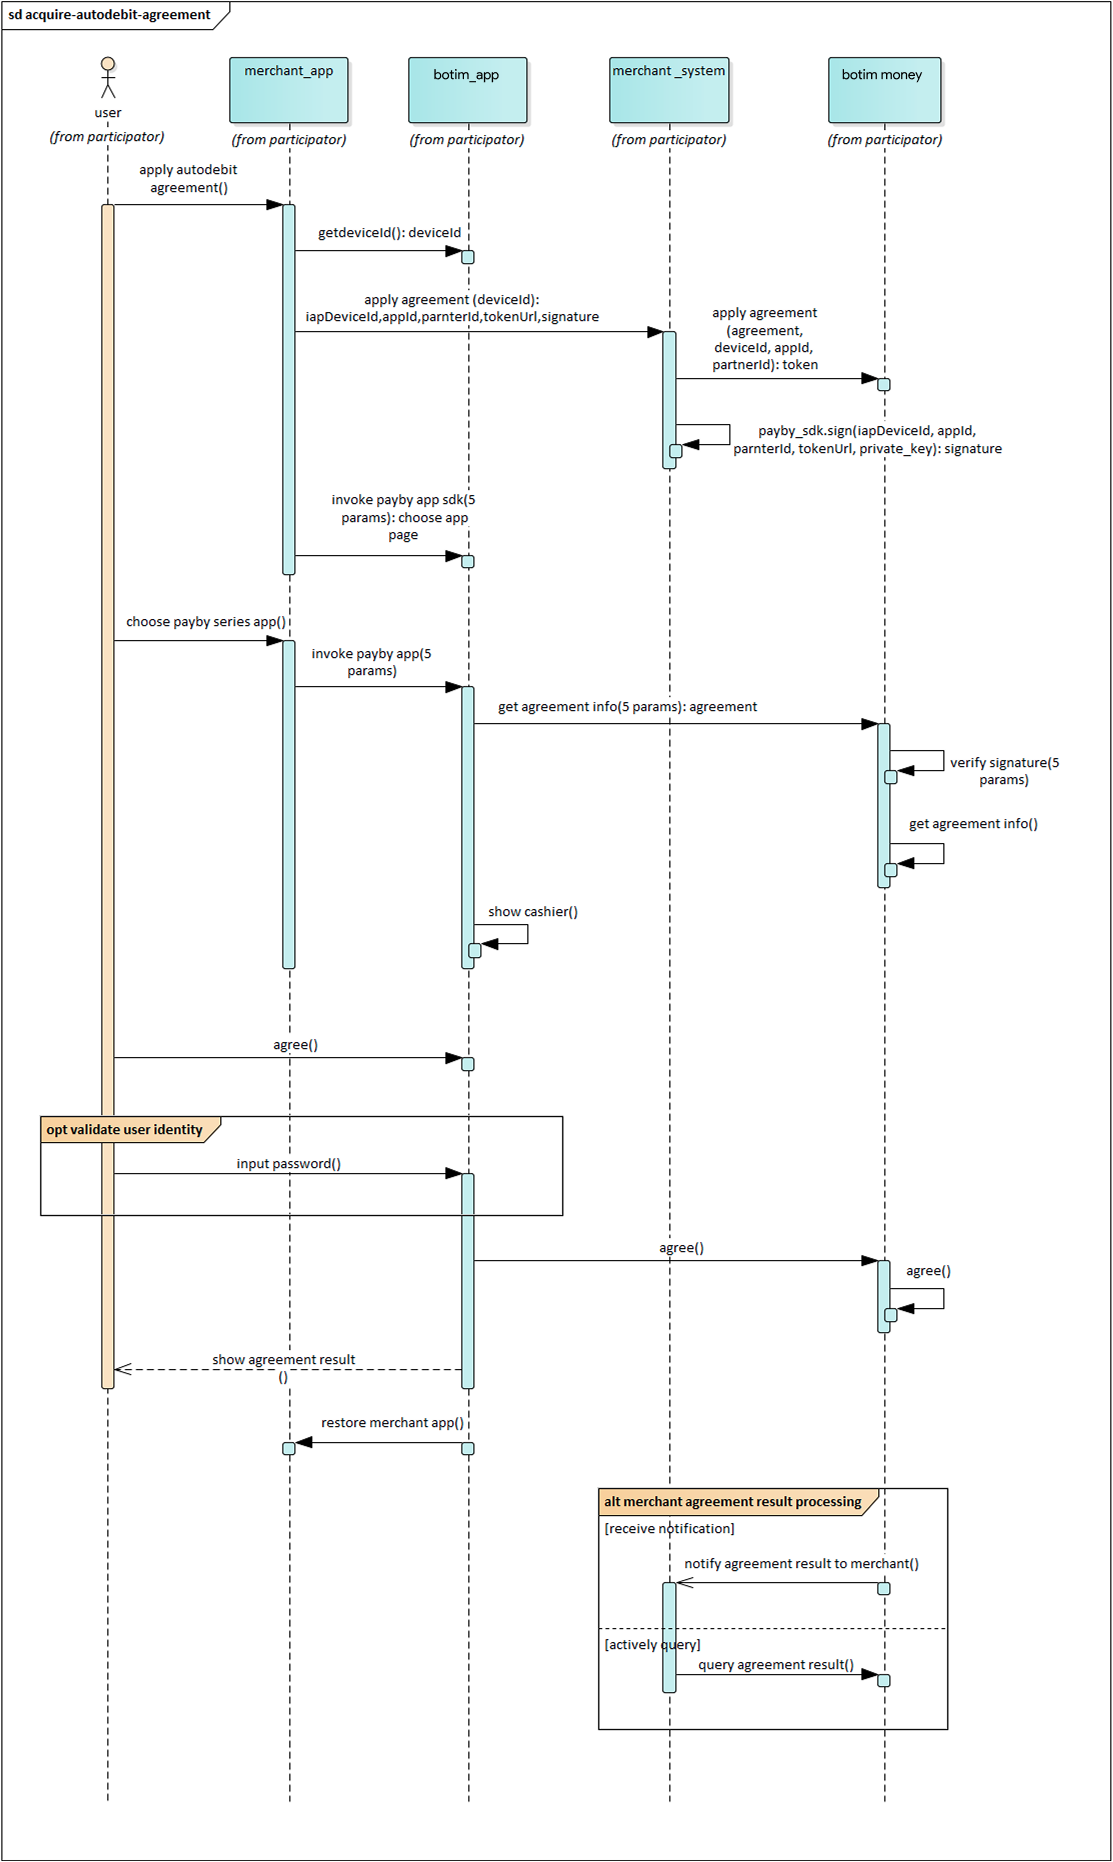 sd acquire-autodebit-agreement
user
(from participator)
merchant_app
(from participator)
botim_app
(from participator)
merchant _system
(from participator)
botim money
(from participator)
apply autodebit
agreement()
getdeviceId(): deviceId
apply agreement (deviceId):
iapDeviceId,appId,parnterId,tokenUrl,signature
apply agreement
(agreement,
deviceId, appId,
partnerId): token
payby_sdk.sign(iapDeviceId, appId,
parnterId, tokenUrl, private_key): signature
invoke payby app sdk(5
params): choose app
page
choose payby series app()
invoke payby app(5
params)
get agreement info(5 params): agreement
verify signature(5
params)
get agreement info()
show cashier()
agree()
opt validate user identity
input password()
agree()
agree()
show agreement result
()
restore merchant app()
alt merchant agreement result processing
[receive notification]
notify agreement result to merchant()
[actively query]
query agreement result()